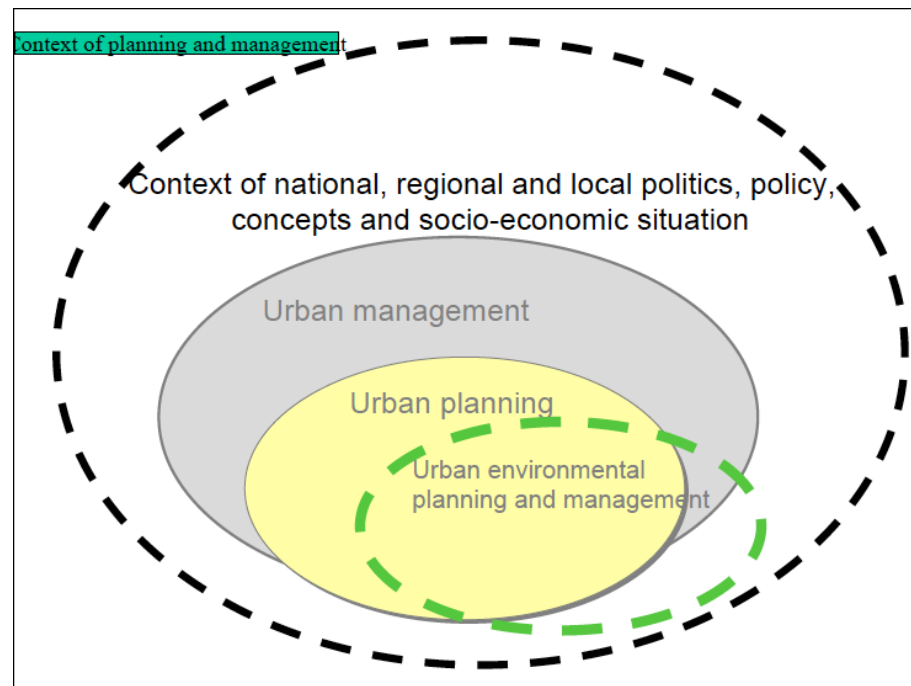 Context of planning and management
Context of national, regional and local politics, policy,
concepts and socio-economic situation
Urban management
Urban planning
Urban environmental
planning and management